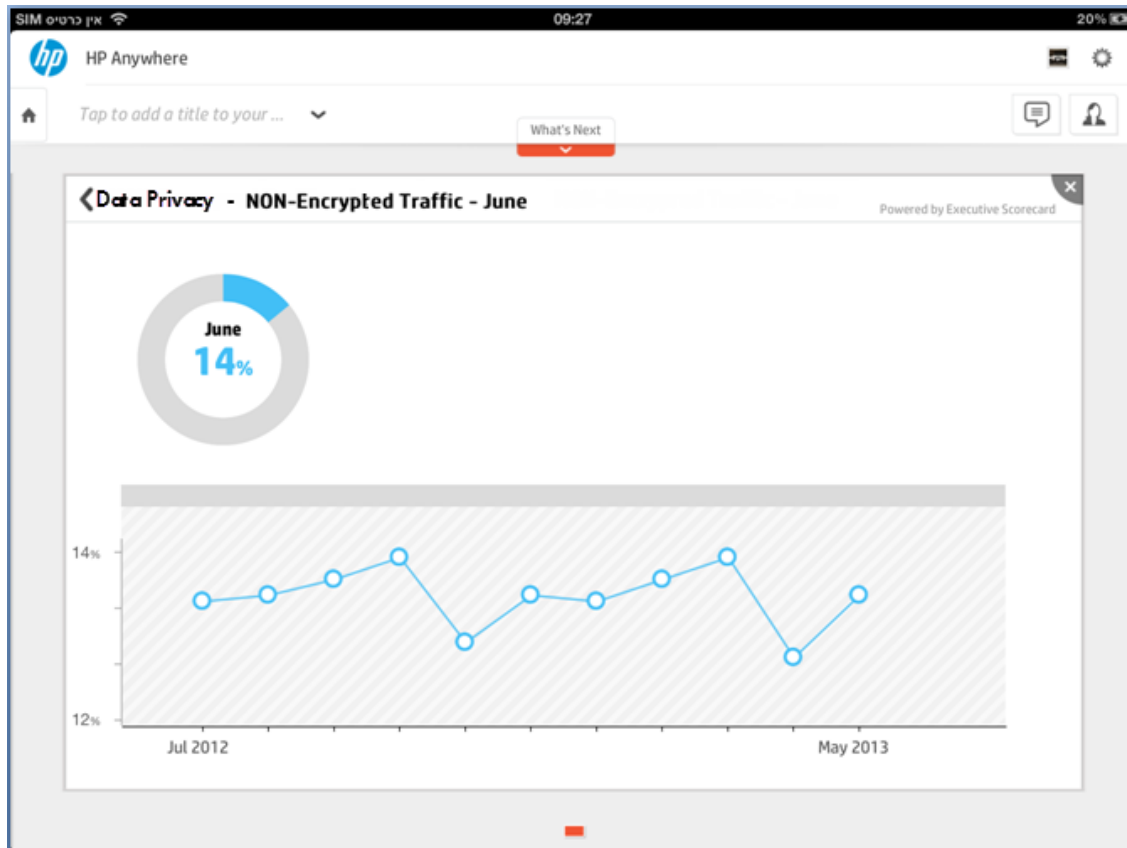 אין כרטיס SIM 09:27 20%
hp HP Anywhere
Tap to add a title to your ...
What's Next
Data Privacy - NON-Encrypted Traffic - June
Powered by Executive Scorecard
June
14%
14%
12%
Jul 2012 May 2013